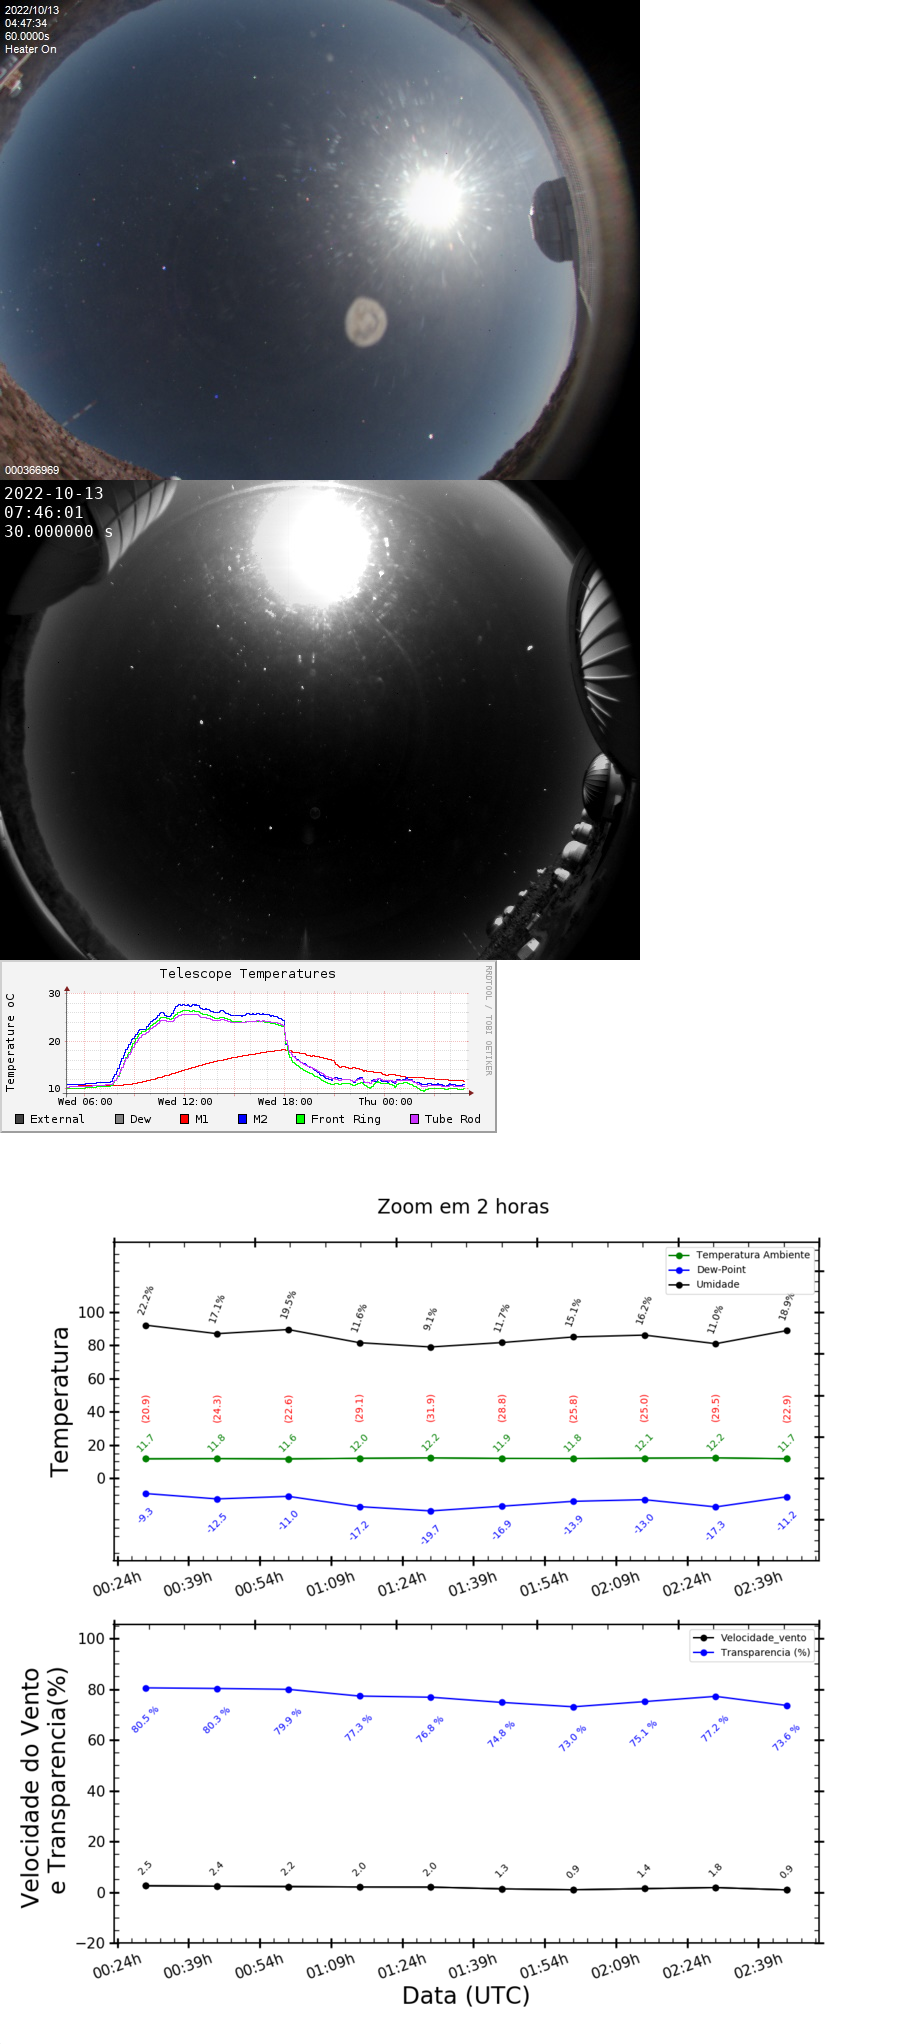 2022/10/13
04:47:34
60.0000s
Heater On
000366969
2022-10-13
07:46:01
30.000000 s
Telescope Temperatures
RRDTOOL / TOBI OETIKER
Temperature oC
30
20
10
Wed 06:00 Wed 12:00 Wed 18:00 Thu 00:00
External Dew M1 M2 Front Ring Tube Rod
Zoom em 2 horas
Temperatura Ambiente
Dew-Point
Umidade
Temperatura
100
80
60
40
20
0
22.2% 17.1% 19.5% 11.6% 9.1% 11.7% 15.1% 16.2% 11.0% 18.9%
(20.9) (24.3) (22.6) (29.1) (31.9) (28.8) (25.8) (25.0) (29.5) (22.9)
11.7 11.8 11.6 12.0 12.2 11.9 11.8 12.1 12.2 11.7
-9.3 -12.5 -11.0 -17.2 -19.7 -16.9 -13.9 -13.0 -17.3 -11.2
00:24h 00:39h 00:54h 01:09h 01:24h 01:39h 01:54h 02:09h 02:24h 02:39h
Velocidade_vento
Transparencia (%)
Velocidade do Vento
e Transparencia(%)
100
80
60
40
20
0
−20
80.5 % 80.3 % 79.9 % 77.3 % 76.8 % 74.8 % 73.0 % 75.1 % 77.2 % 73.6 %
2.5 2.4 2.2 2.0 2.0 1.3 0.9 1.4 1.8 0.9
00:24h 00:39h 00:54h 01:09h 01:24h 01:39h 01:54h 02:09h 02:24h 02:39h
Data (UTC)